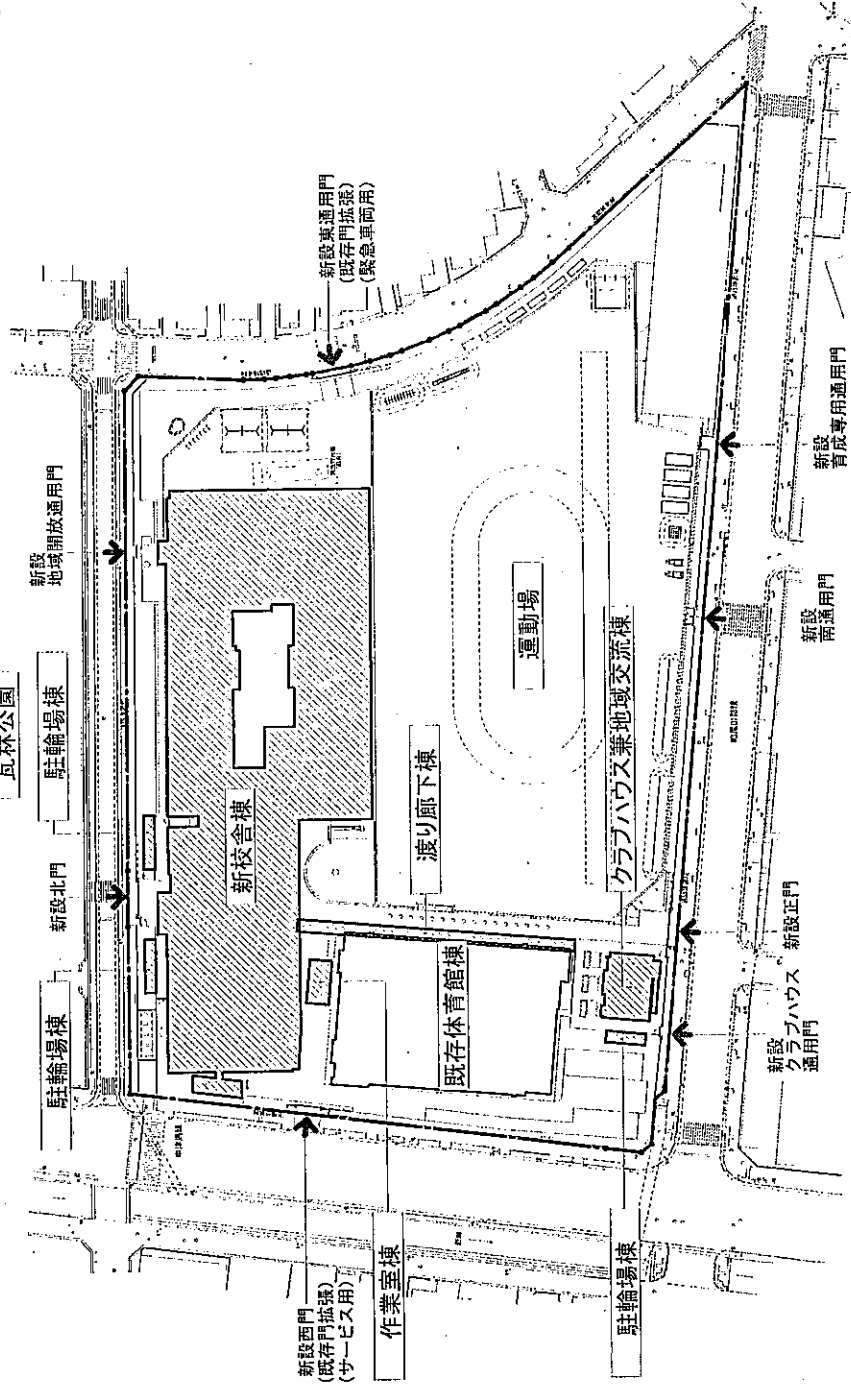 瓦林公園
駐輪場棟
新設北門
駐輪場棟
新設
地域開放通用門
新設東通用門
(既存門拡張)
(緊急車両用)
新校舎棟
運動場
渡り廊下棟
クラブハウス兼地域交流棟
既存体育館棟
新設西門
(既存門拡張)
(サービス用)
作業室棟
駐輪場棟
新設
クラブハウス
通用門
新設正門
新設
南通用門
新設
育成専用通用門